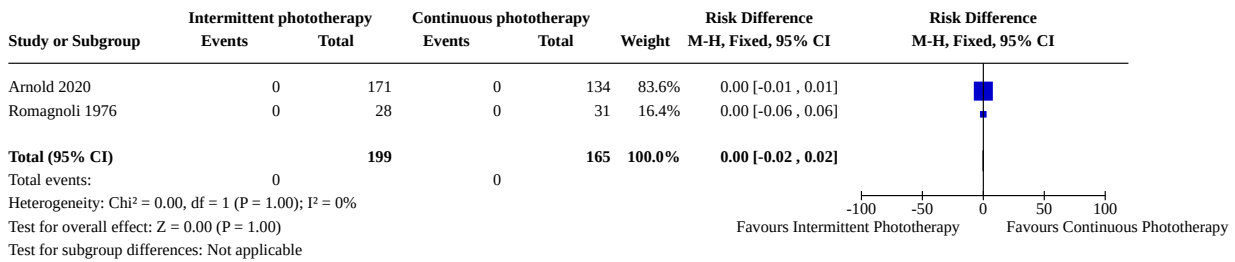 Intermittent phototherapy Continuous phototherapy Risk Difference Risk Difference
Study or Subgroup Events Total Events Total Weight M-H, Fixed, 95% CI M-H, Fixed, 95% CI
Arnold 2020 0 171 0 134 83.6% 0.00 [-0.01 , 0.01]
Romagnoli 1976 0 28 0 31 16.4% 0.00 [-0.06 , 0.06]
Total (95% CI) 199 165 100.0% 0.00 [-0.02 , 0.02]
Total events: 0 0
Heterogeneity: Chi² = 0.00, df = 1 (P = 1.00); I² = 0%
-100 -50 0 50 100
Test for overall effect: Z = 0.00 (P = 1.00) Favours Intermittent Phototherapy Favours Continuous Phototherapy
Test for subgroup differences: Not applicable